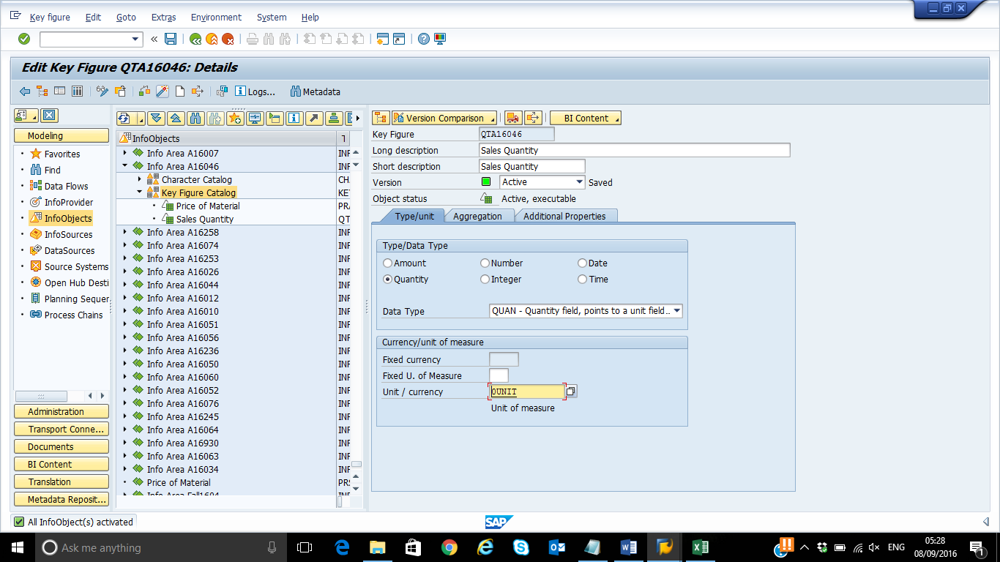 Key figure Edit Goto Extras Environment System Help
Edit Key Figure QTA16046: Details
Logs... Metadata
Modeling
Favorites
Find
Data Flows
InfoProvider
InfoObjects
InfoSources
DataSources
Source Systems
Open Hub Desti
Planning Sequer
Process Chains
Administration
Transport Conne...
Documents
BI Content
Translation
Metadata Reposit...
InfoObjects T
Info Area A16007 INF
Info Area A16046 INF
Character Catalog CH
Key Figure Catalog KE
Price of Material PR
Sales Quantity QT
Info Area A16258 INF
Info Area A16074 INF
Info Area A16253 INF
Info Area A16026 INF
Info Area A16044 INF
Info Area A16012 INF
Info Area A16010 INF
Info Area A16051 INF
Info Area A16056 INF
Info Area A16236 INF
Info Area A16050 INF
Info Area A16060 INF
Info Area A16052 INF
Info Area A16076 INF
Info Area A16245 INF
Info Area A16064 INF
Info Area A16930 INF
Info Area A16063 INF
Info Area A16034 INF
Price of Material PRS
Version Comparison BI Content
Key Figure QTA16046
Long description Sales Quantity
Short description Sales Quantity
Version Active Saved
Object status Active, executable
Type/unit Aggregation Additional Properties
Type/Data Type
Amount Number Date
Quantity Integer Time
Data Type QUAN - Quantity field, points to a unit field...
Currency/unit of measure
Fixed currency
Fixed U. of Measure
Unit / currency 0UNIT
Unit of measure
All InfoObject(s) activated
SAP
Ask me anything
ENG
05:28
08/09/2016
1